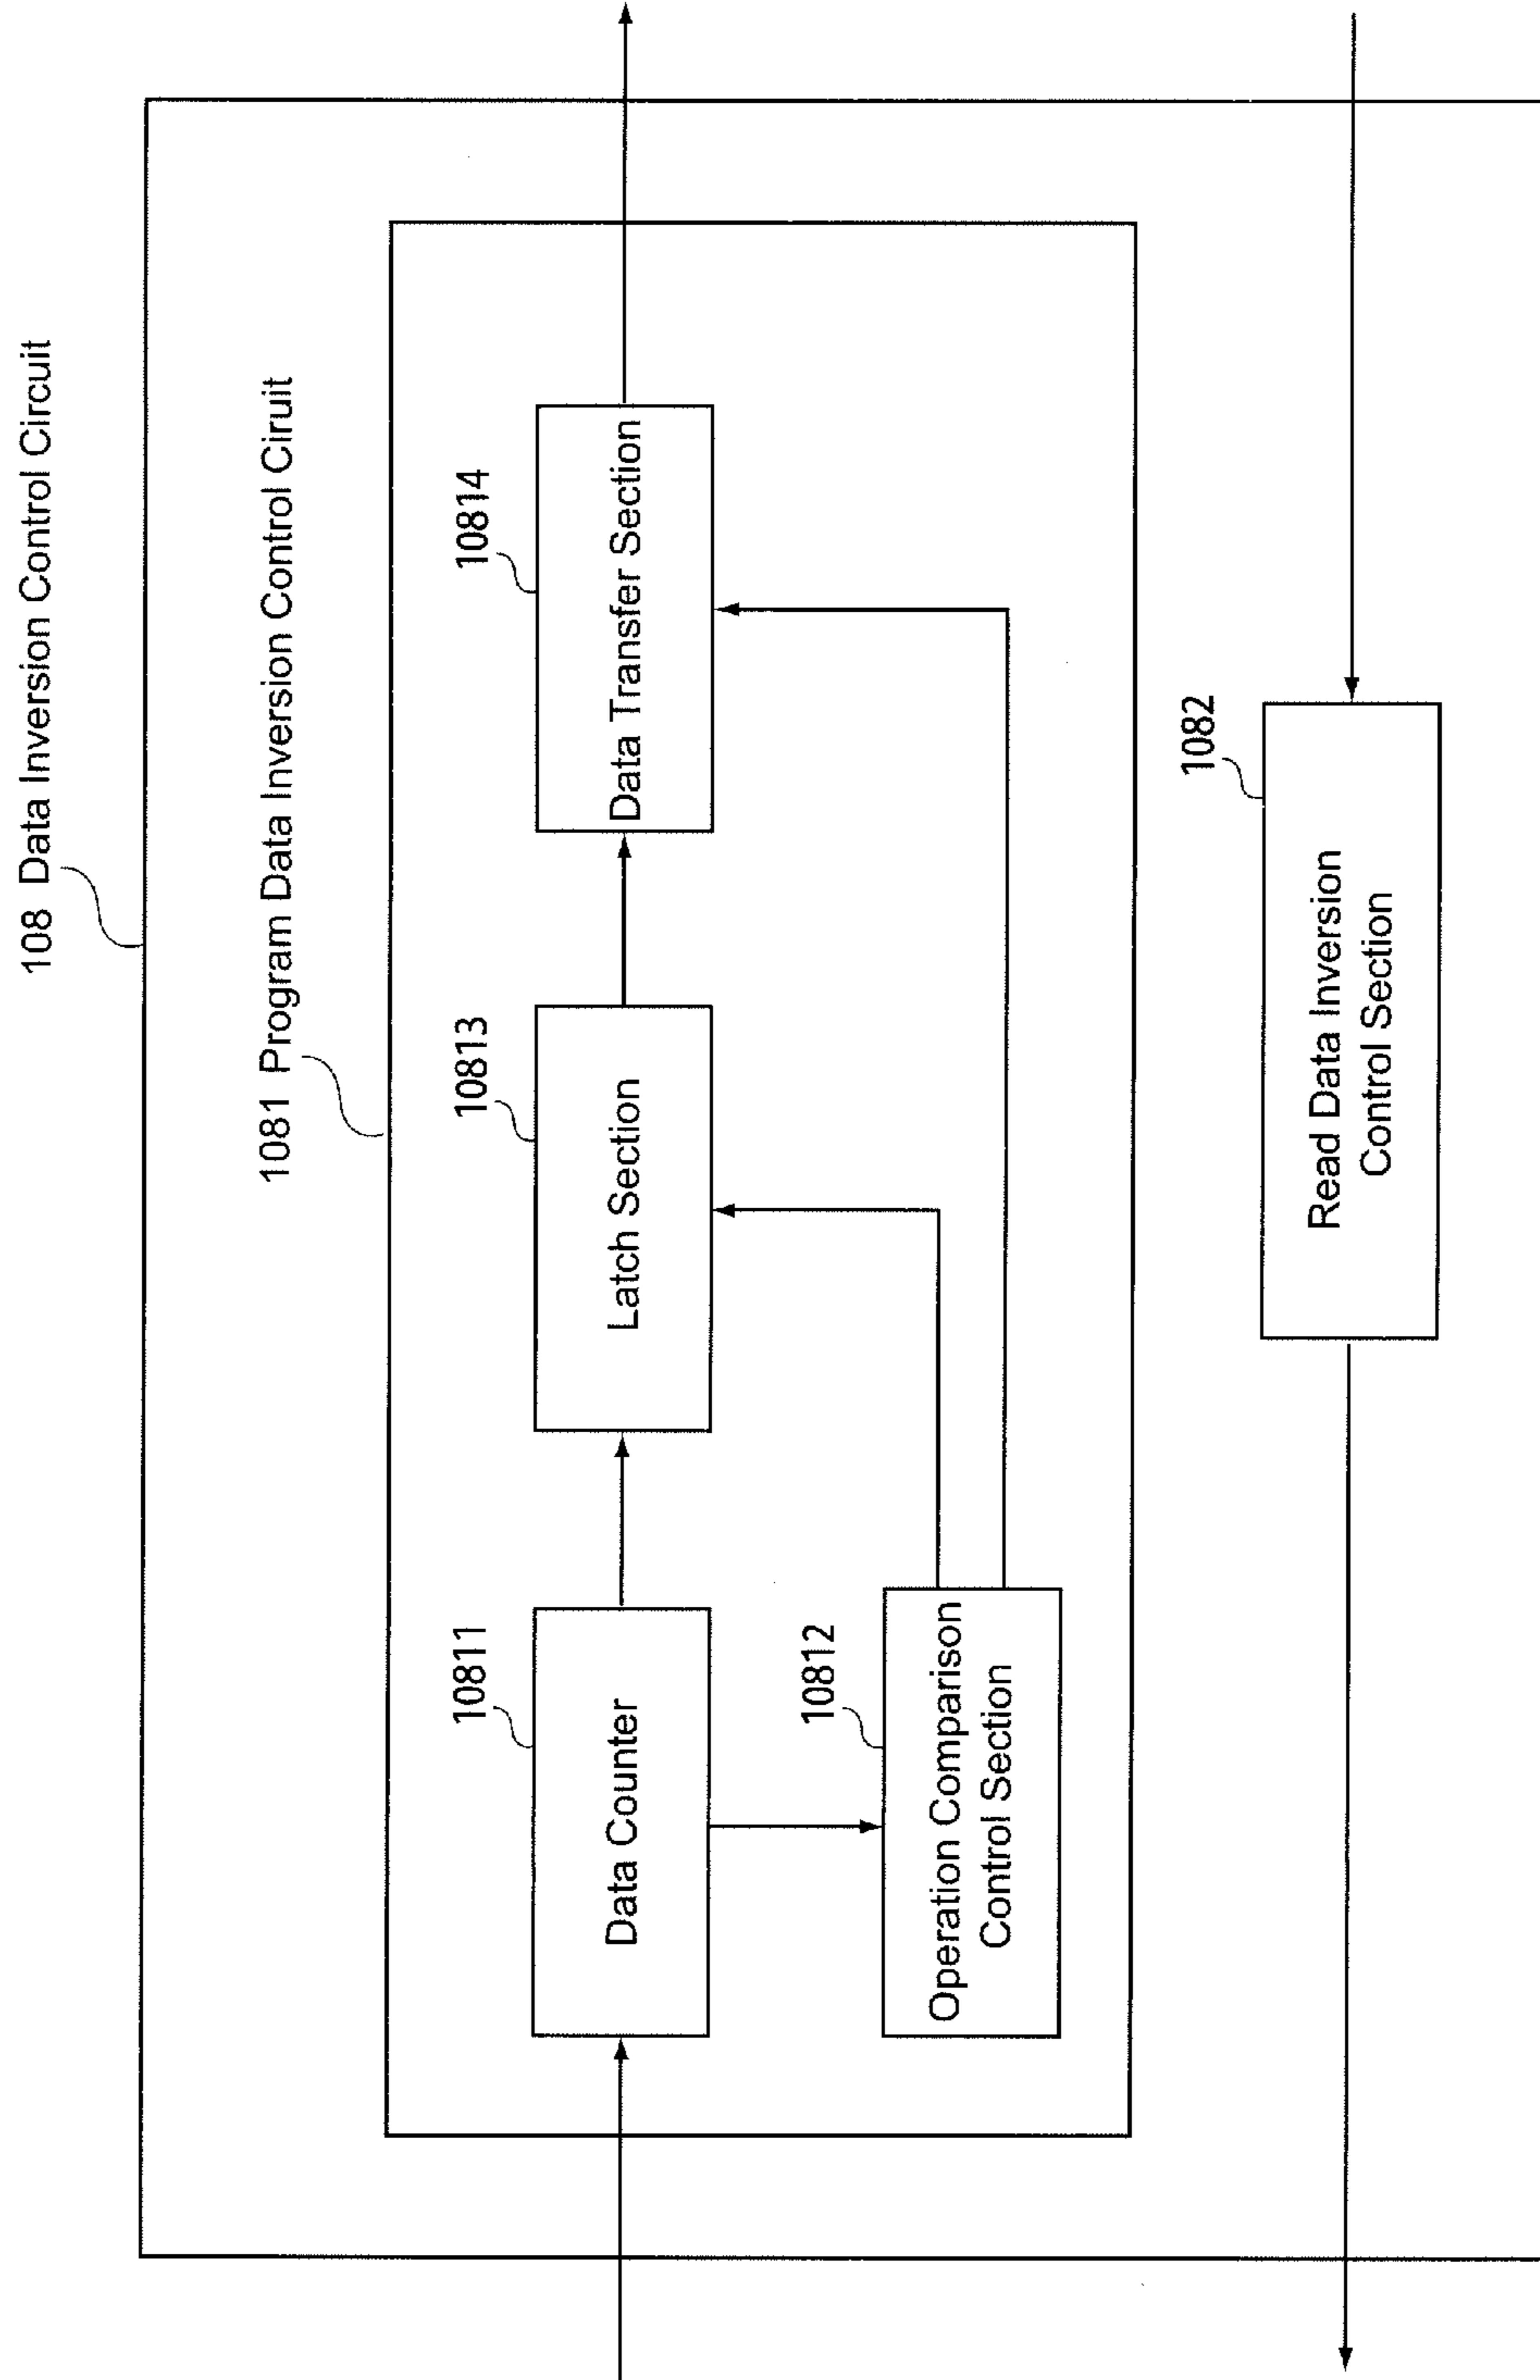 108 Data Inversion Control Circuit
1081 Program Data Inversion Control Ciruit
10811
Data Counter
10813
Latch Section
10814
Data Transfer Section
10812
Operation Comparison
Control Section
1082
Read Data Inversion
Control Section